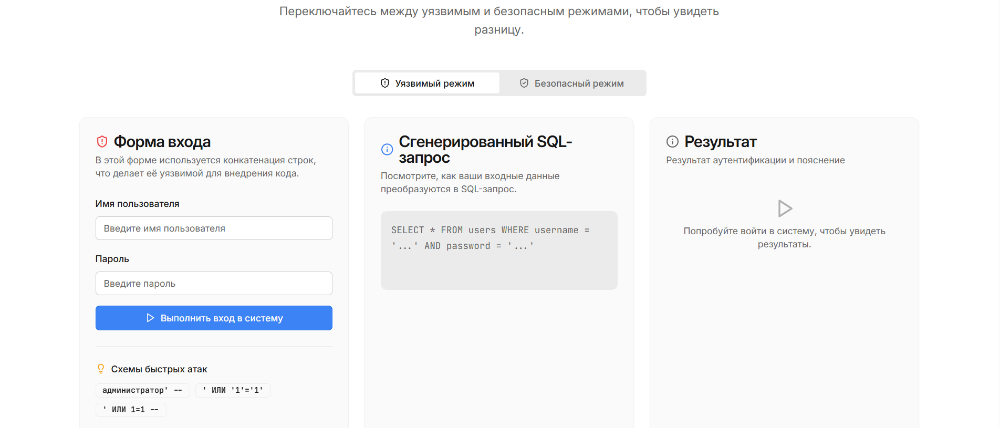 Переключайтесь между уязвимым и безопасным режимами, чтобы увидеть
разницу.
Уязвимый режим
Безопасный режим
Форма входа
В этой форме используется конкатенация строк,
что делает её уязвимой для внедрения кода.
Имя пользователя
Введите имя пользователя
Пароль
Введите пароль
Выполнить вход в систему
Схемы быстрых атак
администратор' --
' ИЛИ '1'='1'
' ИЛИ 1=1 --
Сгенерированный SQL-
запрос
Посмотрите, как ваши входные данные
преобразуются в SQL-запрос.
SELECT * FROM users WHERE username =
'...' AND password = '...'
Результат
Результат аутентификации и пояснение
Попробуйте войти в систему, чтобы увидеть
результаты.